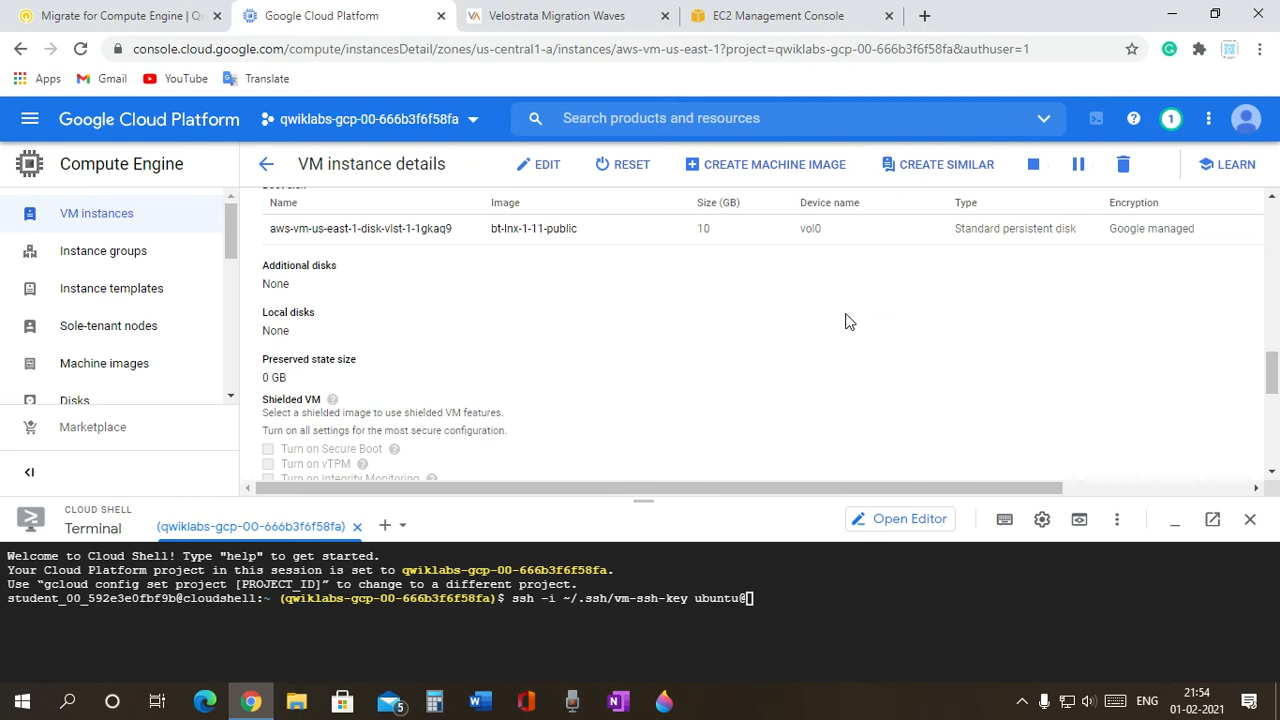 Migrate for Compute Engine | Qw
Google Cloud Platform
Velostrata Migration Waves
EC2 Management Console
console.cloud.google.com/compute/instancesDetail/zones/us-central1-a/instances/aws-vm-us-east-1?project=qwiklabs-gcp-00-666b3f6f58fa&authuser=1
Apps
Gmail
YouTube
Translate
Google Cloud Platform
qwiklabs-gcp-00-666b3f6f58fa
Search products and resources
1
Compute Engine
VM instance details
EDIT
RESET
CREATE MACHINE IMAGE
CREATE SIMILAR
LEARN
VM instances
Instance groups
Instance templates
Sole-tenant nodes
Machine images
Disks
Marketplace
Name Image Size (GB) Device name Type Encryption
aws-vm-us-east-1-disk-vlst-1-1gkaq9 bt-lnx-1-11-public 10 vol0 Standard persistent disk Google managed
Additional disks
None
Local disks
None
Preserved state size
0 GB
Shielded VM
Select a shielded image to use shielded VM features.
Turn on all settings for the most secure configuration.
Turn on Secure Boot
Turn on vTPM
Turn on Integrity Monitoring
CLOUD SHELL
Terminal
(qwiklabs-gcp-00-666b3f6f58fa)
Open Editor
Welcome to Cloud Shell! Type "help" to get started.
Your Cloud Platform project in this session is set to qwiklabs-gcp-00-666b3f6f58fa.
Use "gcloud config set project [PROJECT_ID]" to change to a different project.
student_00_592e3e0fbf9b@cloudshell:~ (qwiklabs-gcp-00-666b3f6f58fa)$ ssh -i ~/.ssh/vm-ssh-key ubuntu@
5
ENG
21:54
01-02-2021